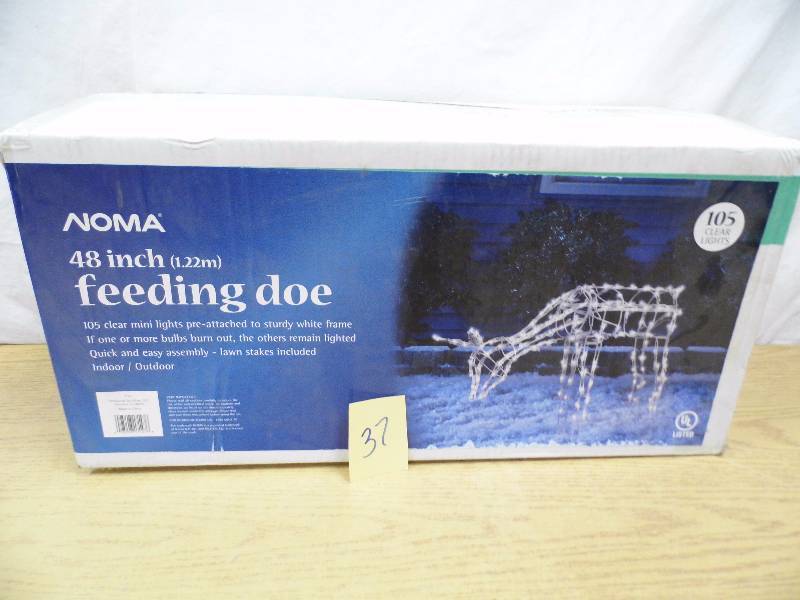 NOMA®
48 inch (1.22m)
feeding doe
105 clear mini lights pre-attached to sturdy white frame
If one or more bulbs burn out, the others remain lighted
Quick and easy assembly - lawn stakes included
Indoor / Outdoor
105
CLEAR
LIGHTS
UL
LISTED
37